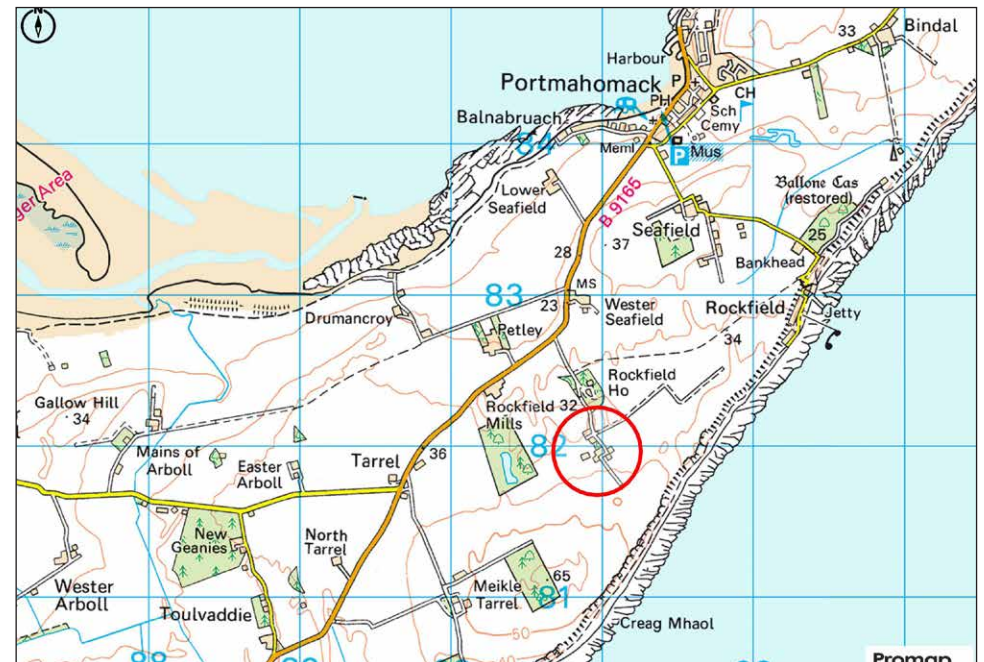 33
Bindal
Harbour
Portmahomack
P
PH
CH
Sch
Cemy
Balnabruach
84
Meml
P
Mus
ger Area
Lower
Seafield
B 9165
Ballone Cas
(restored)
Seafield
37
25
28
Bankhead
MS
83
23
Wester
Seafield
Rockfield
Jetty
Drumancroy
Petley
34
Rockfield
Ho
Gallow Hill
34
Rockfield
Mills
32
82
Mains of
Arboll
Easter
Arboll
Tarrel
36
New
Geanies
North
Tarrel
Wester
Arboll
Meikle
Tarrel
65
81
Toulvaddie
Creag Mhaol
50
88
Promap